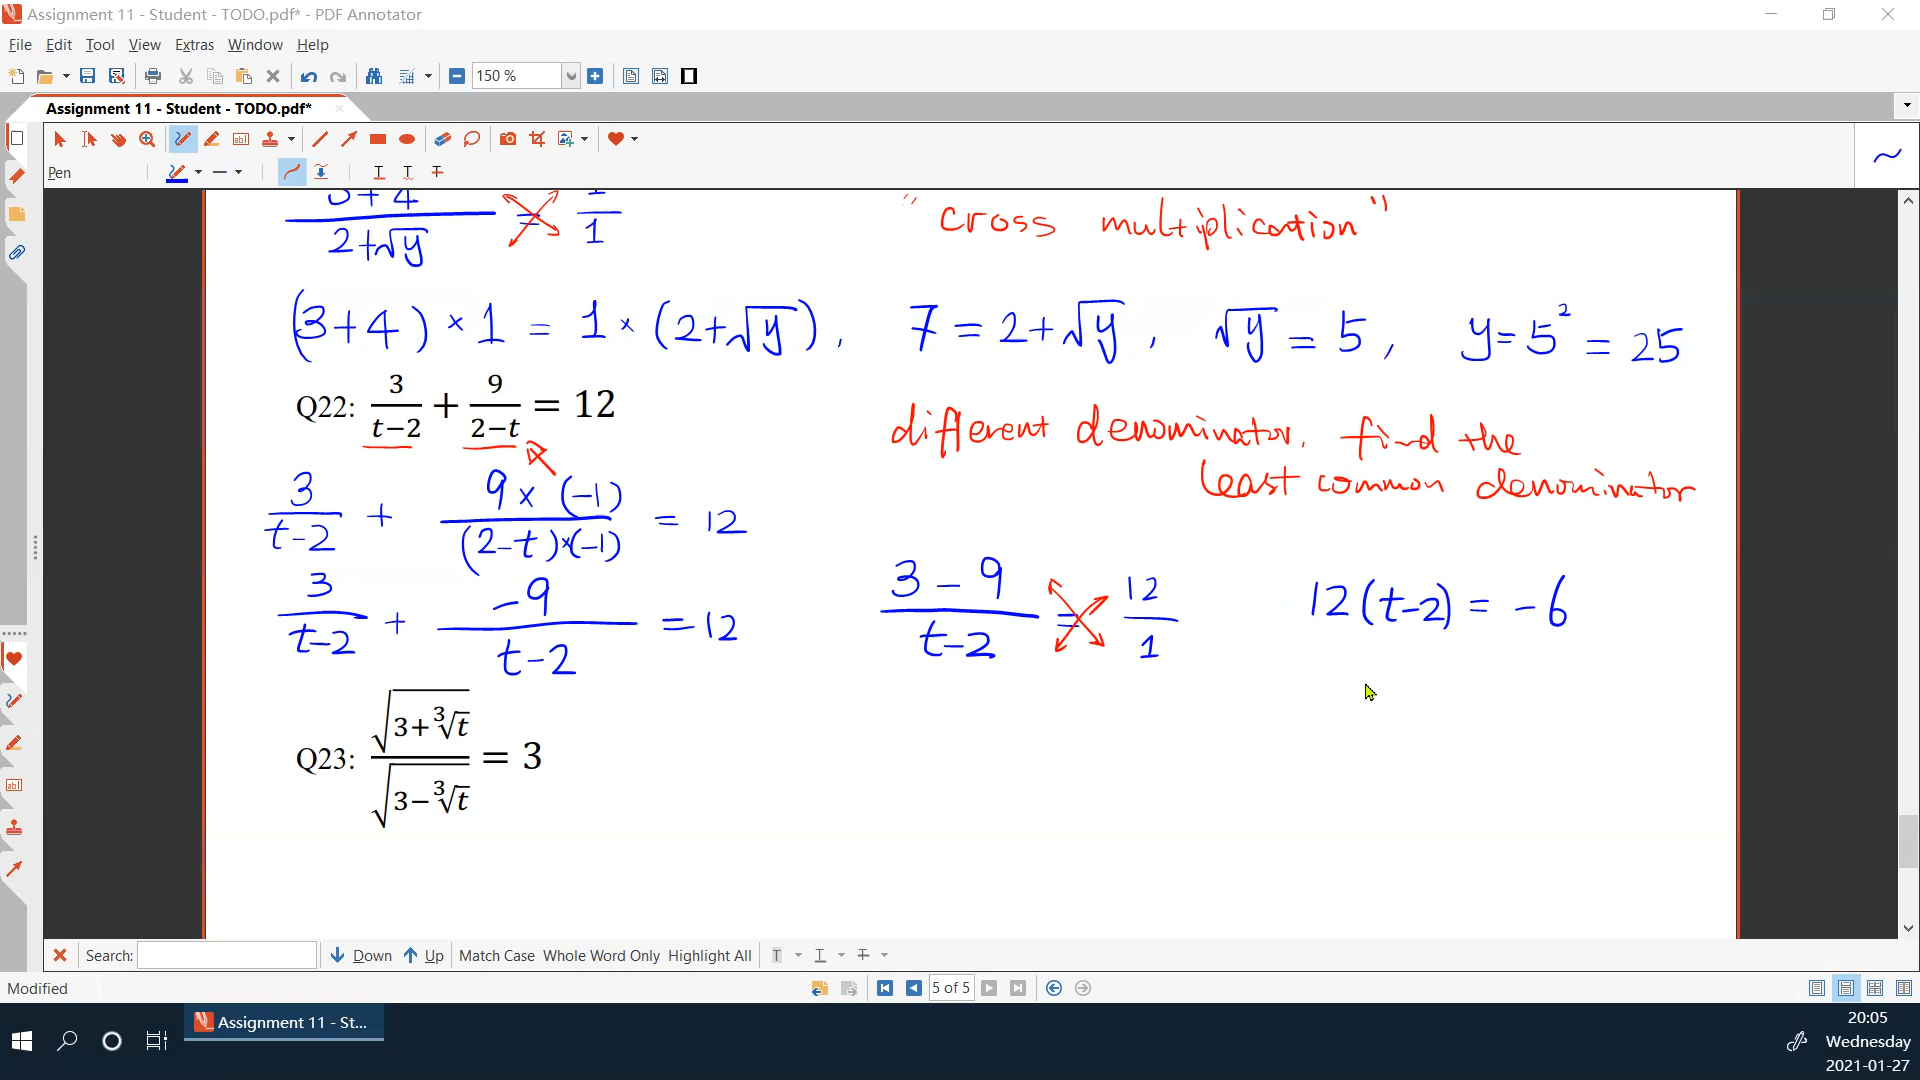 Assignment 11 - Student - TODO.pdf* - PDF Annotator
File Edit Tool View Extras Window Help
150 %
Assignment 11 - Student - TODO.pdf*
Pen
3+4 / 2+√y = 1/1
"cross multiplication"
(3+4) × 1 = 1 × (2+√y), 7 = 2+√y, √y = 5, y=5² = 25
Q22: 3/(t−2) + 9/(2−t) = 12
different denominator. find the
least common denominator
3/(t-2) + 9×(-1)/((2-t)×(-1)) = 12
3/(t-2) + -9/(t-2) = 12
3-9/(t-2) = 12/1
12(t-2) = -6
Q23: √(3+∛t) / √(3−∛t) = 3
Search: Down Up Match Case Whole Word Only Highlight All
Modified
5 of 5
Assignment 11 - St...
20:05
Wednesday
2021-01-27